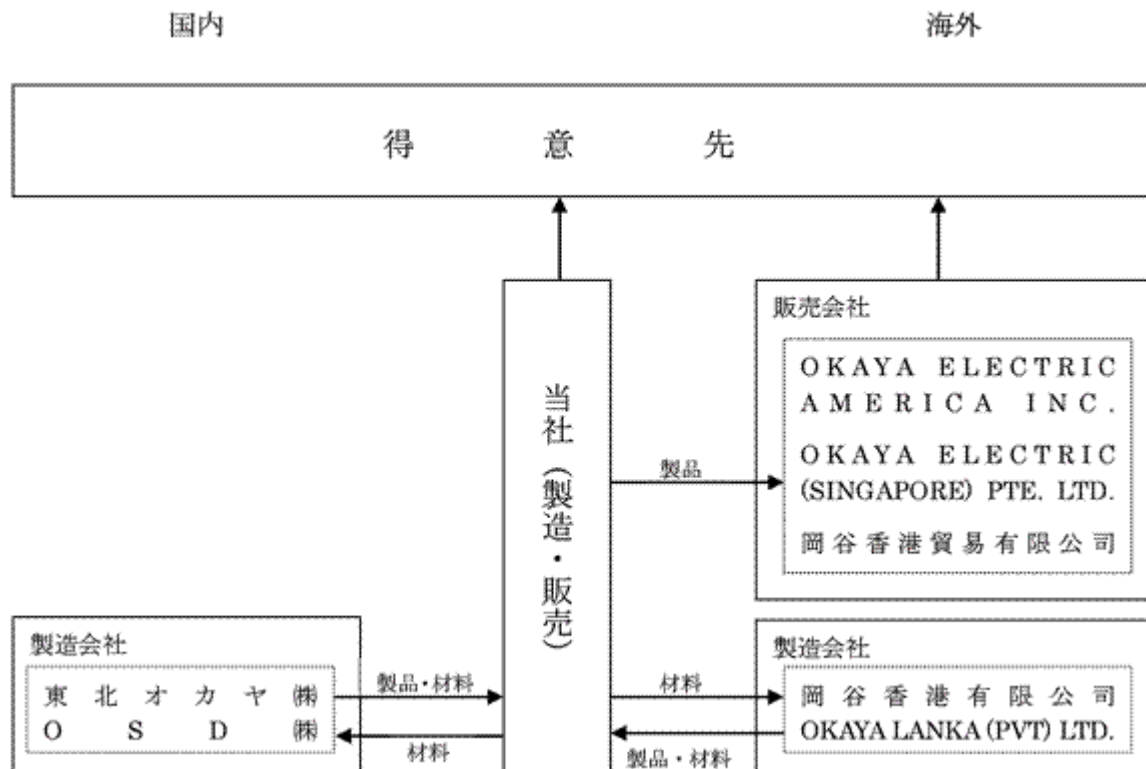 国内
海外
得意先
販売会社
OKAYA ELECTRIC
AMERICA INC.
OKAYA ELECTRIC
(SINGAPORE) PTE. LTD.
岡谷香港貿易有限公司
当社(製造・販売)
製品
製造会社
東北オカヤ㈱
OSD㈱
製品・材料
材料
材料
製品・材料
製造会社
岡谷香港有限公司
OKAYA LANKA (PVT) LTD.